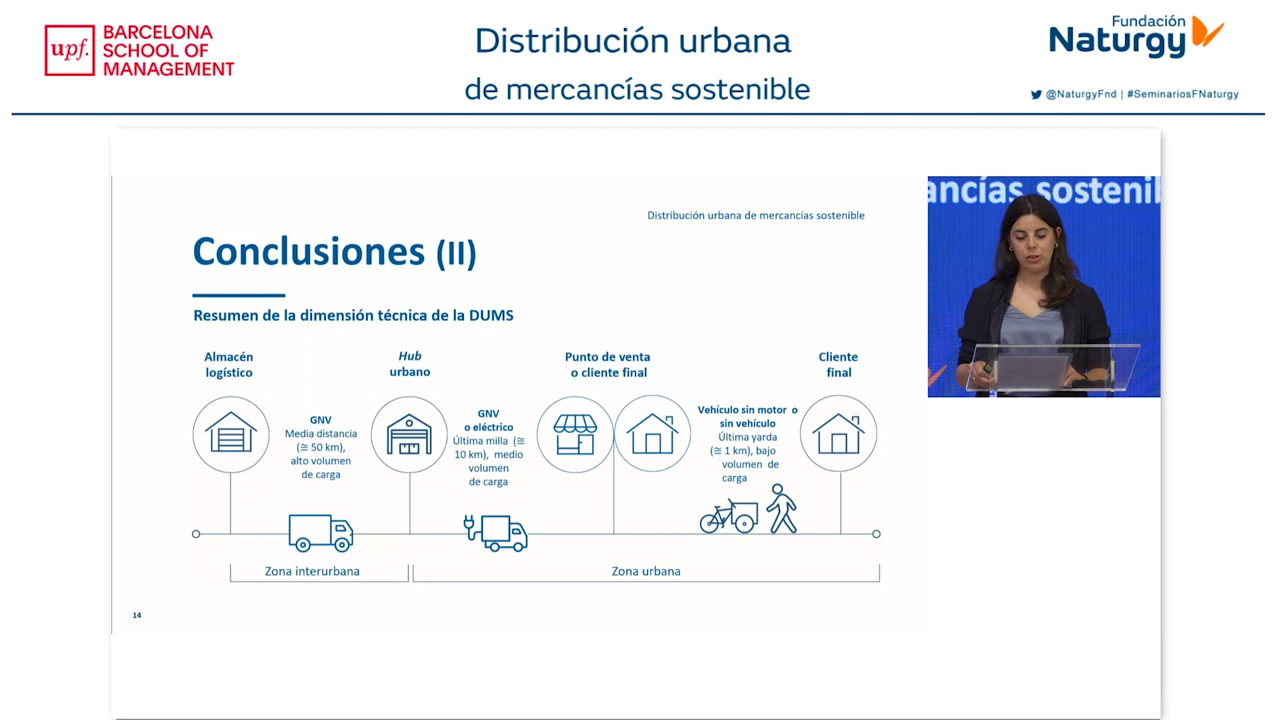 upf.
BARCELONA
SCHOOL OF
MANAGEMENT
Distribución urbana
de mercancías sostenible
Fundación
Naturgy
@NaturgyFnd | #SeminariosFNaturgy
Distribución urbana de mercancías sostenible
Conclusiones (II)
Resumen de la dimensión técnica de la DUMS
Almacén
logístico
Hub
urbano
Punto de venta
o cliente final
Cliente
final
GNV
Media distancia
(≅ 50 km),
alto volumen
de carga
GNV
o eléctrico
Última milla (≅
10 km), medio
volumen
de carga
Vehículo sin motor o
sin vehículo
Última yarda
(≅ 1 km), bajo
volumen de
carga
Zona interurbana
Zona urbana
14
ancías sostenib